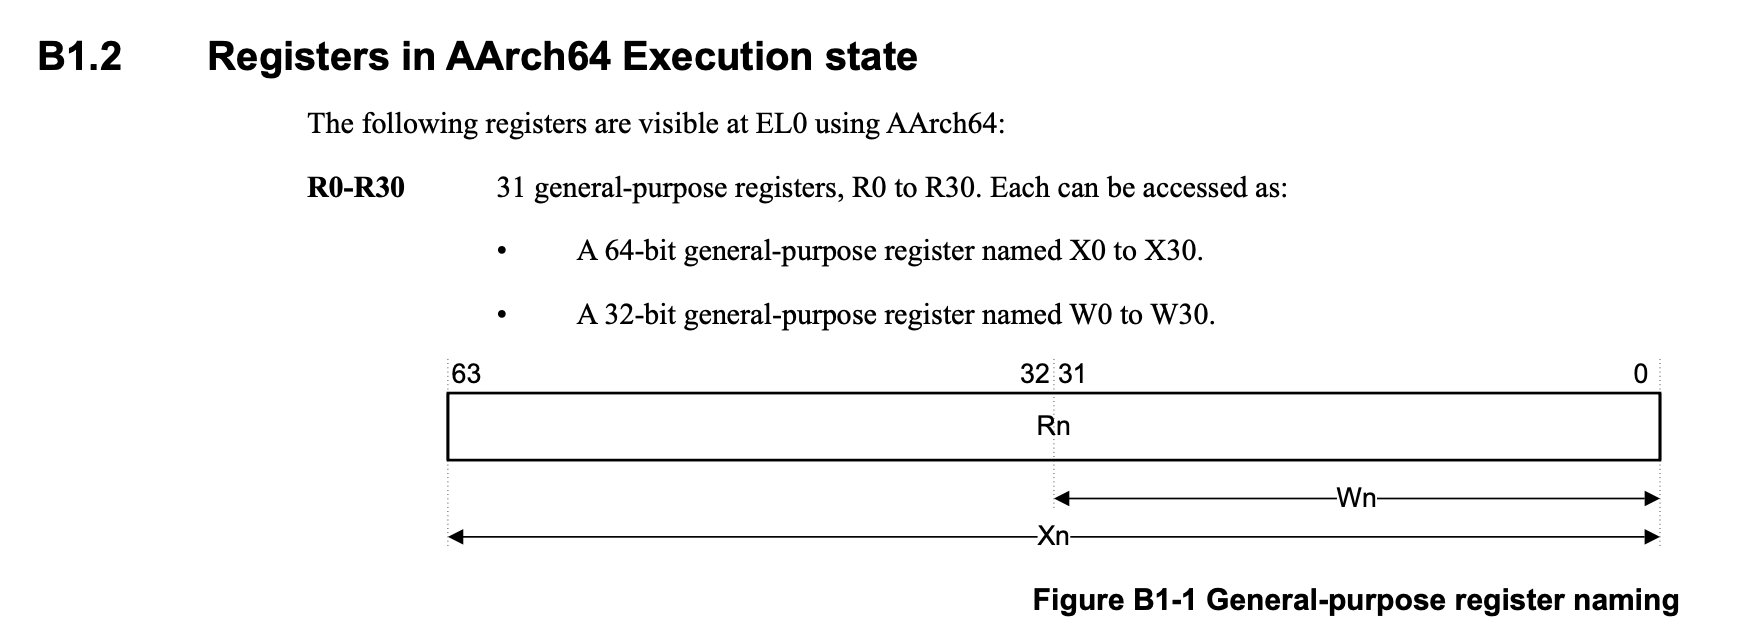 B1.2 Registers in AArch64 Execution state
The following registers are visible at EL0 using AArch64:
R0-R30 31 general-purpose registers, R0 to R30. Each can be accessed as:
• A 64-bit general-purpose register named X0 to X30.
• A 32-bit general-purpose register named W0 to W30.
63 32 31 0
Rn
Wn
Xn
Figure B1-1 General-purpose register naming